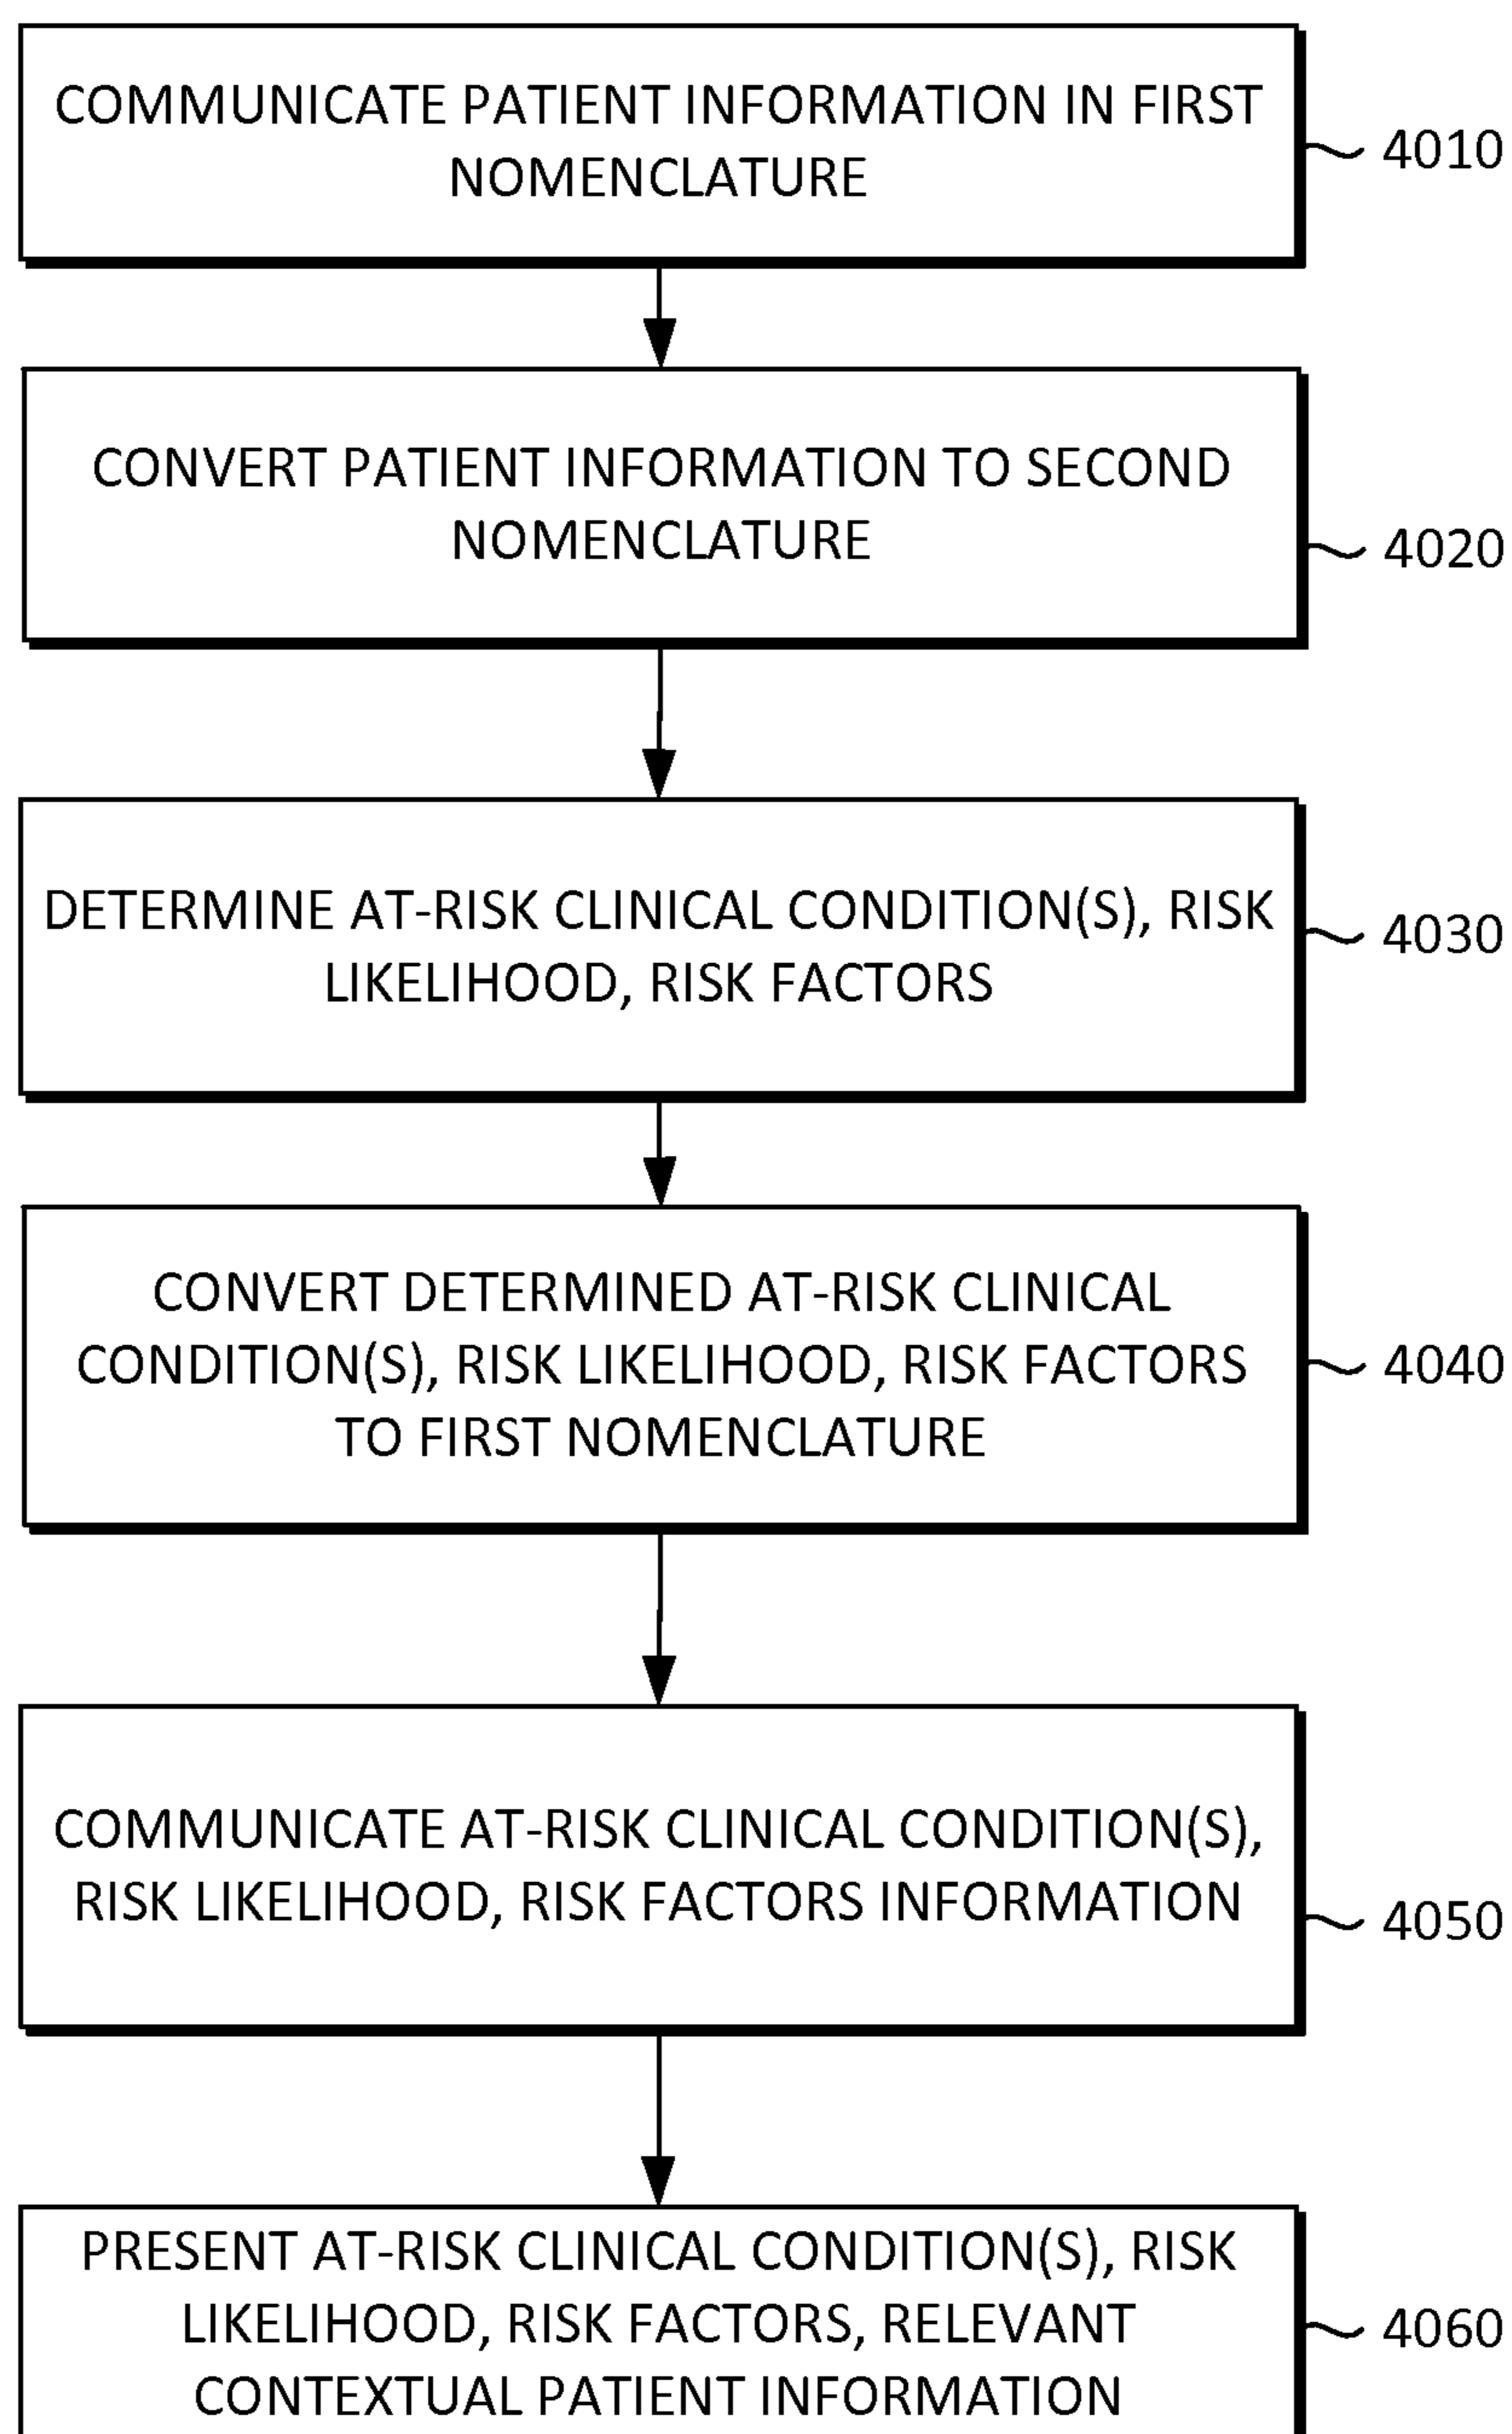 COMMUNICATE PATIENT INFORMATION IN FIRST
NOMENCLATURE
4010
CONVERT PATIENT INFORMATION TO SECOND
NOMENCLATURE
4020
DETERMINE AT-RISK CLINICAL CONDITION(S), RISK
LIKELIHOOD, RISK FACTORS
4030
CONVERT DETERMINED AT-RISK CLINICAL
CONDITION(S), RISK LIKELIHOOD, RISK FACTORS
TO FIRST NOMENCLATURE
4040
COMMUNICATE AT-RISK CLINICAL CONDITION(S),
RISK LIKELIHOOD, RISK FACTORS INFORMATION
4050
PRESENT AT-RISK CLINICAL CONDITION(S), RISK
LIKELIHOOD, RISK FACTORS, RELEVANT
CONTEXTUAL PATIENT INFORMATION
4060